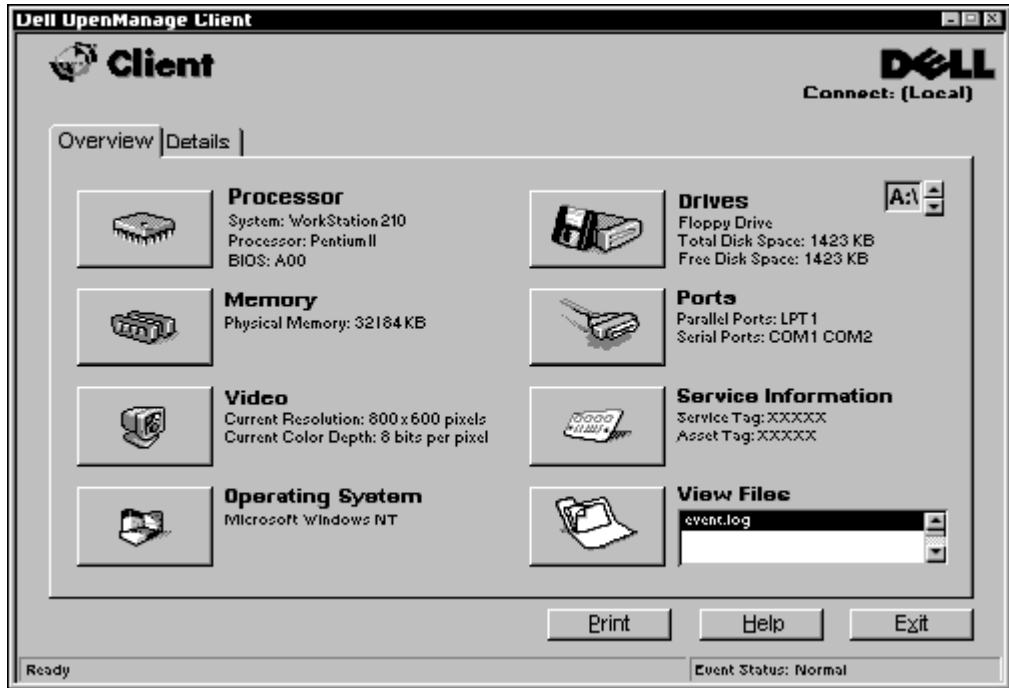 Dell OpenManage Client
Client
DELL
Connect: (Local)
Overview
Details
Processor
System: WorkStation 210
Processor: Pentium II
BIOS: A00
Drives
A:\
Floppy Drive
Total Disk Space: 1423 KB
Free Disk Space: 1423 KB
Memory
Physical Memory: 32184 KB
Ports
Parallel Ports: LPT1
Serial Ports: COM1 COM2
Video
Current Resolution: 800 x 600 pixels
Current Color Depth: 8 bits per pixel
Service Information
Service Tag: XXXXX
Asset Tag: XXXXX
Operating System
Microsoft Windows NT
View Files
event.log
Print
Help
Exit
Ready
Event Status: Normal